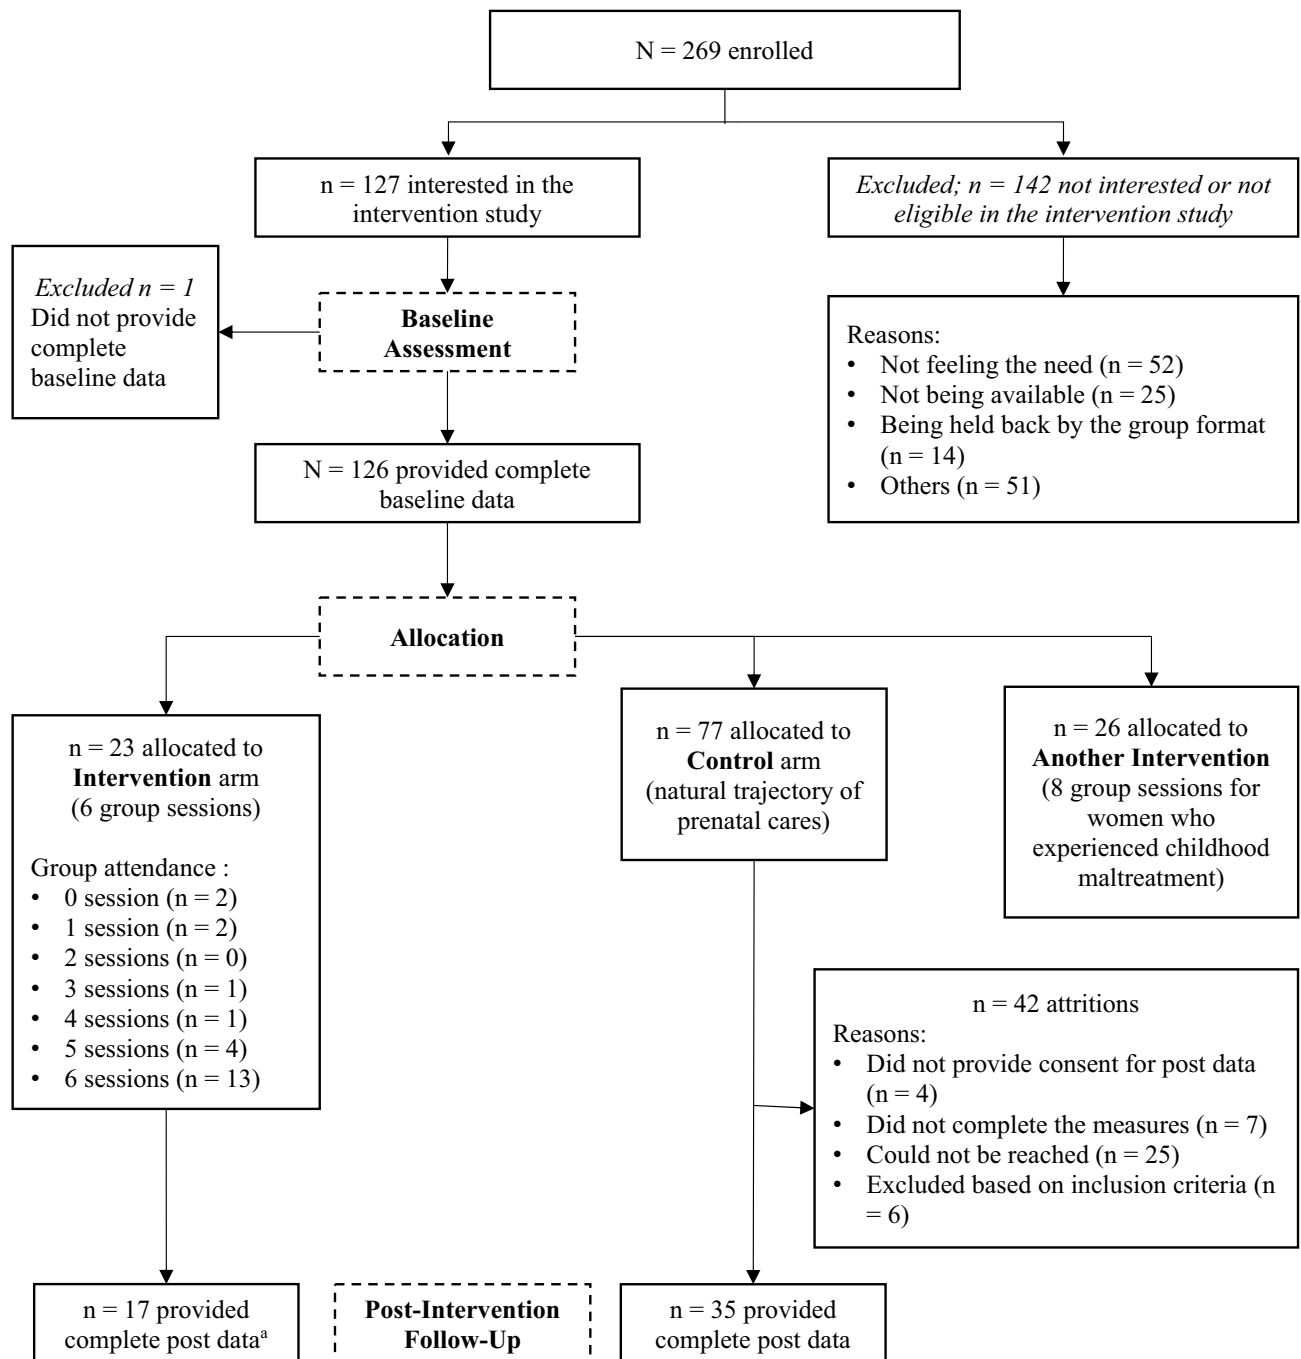 N = 269 enrolled
n = 127 interested in the
intervention study
Excluded; n = 142 not interested or not
eligible in the intervention study
Excluded n = 1
Did not provide
complete
baseline data
Baseline
Assessment
Reasons:
• Not feeling the need (n = 52)
• Not being available (n = 25)
• Being held back by the group format
(n = 14)
• Others (n = 51)
N = 126 provided complete
baseline data
Allocation
n = 23 allocated to
Intervention arm
(6 group sessions)
Group attendance :
• 0 session (n = 2)
• 1 session (n = 2)
• 2 sessions (n = 0)
• 3 sessions (n = 1)
• 4 sessions (n = 1)
• 5 sessions (n = 4)
• 6 sessions (n = 13)
n = 77 allocated to
Control arm
(natural trajectory of
prenatal cares)
n = 26 allocated to
Another Intervention
(8 group sessions for
women who
experienced childhood
maltreatment)
n = 42 attritions
Reasons:
• Did not provide consent for post data
(n = 4)
• Did not complete the measures (n = 7)
• Could not be reached (n = 25)
• Excluded based on inclusion criteria (n
= 6)
n = 17 provided
complete post dataᵃ
Post-Intervention
Follow-Up
n = 35 provided
complete post data